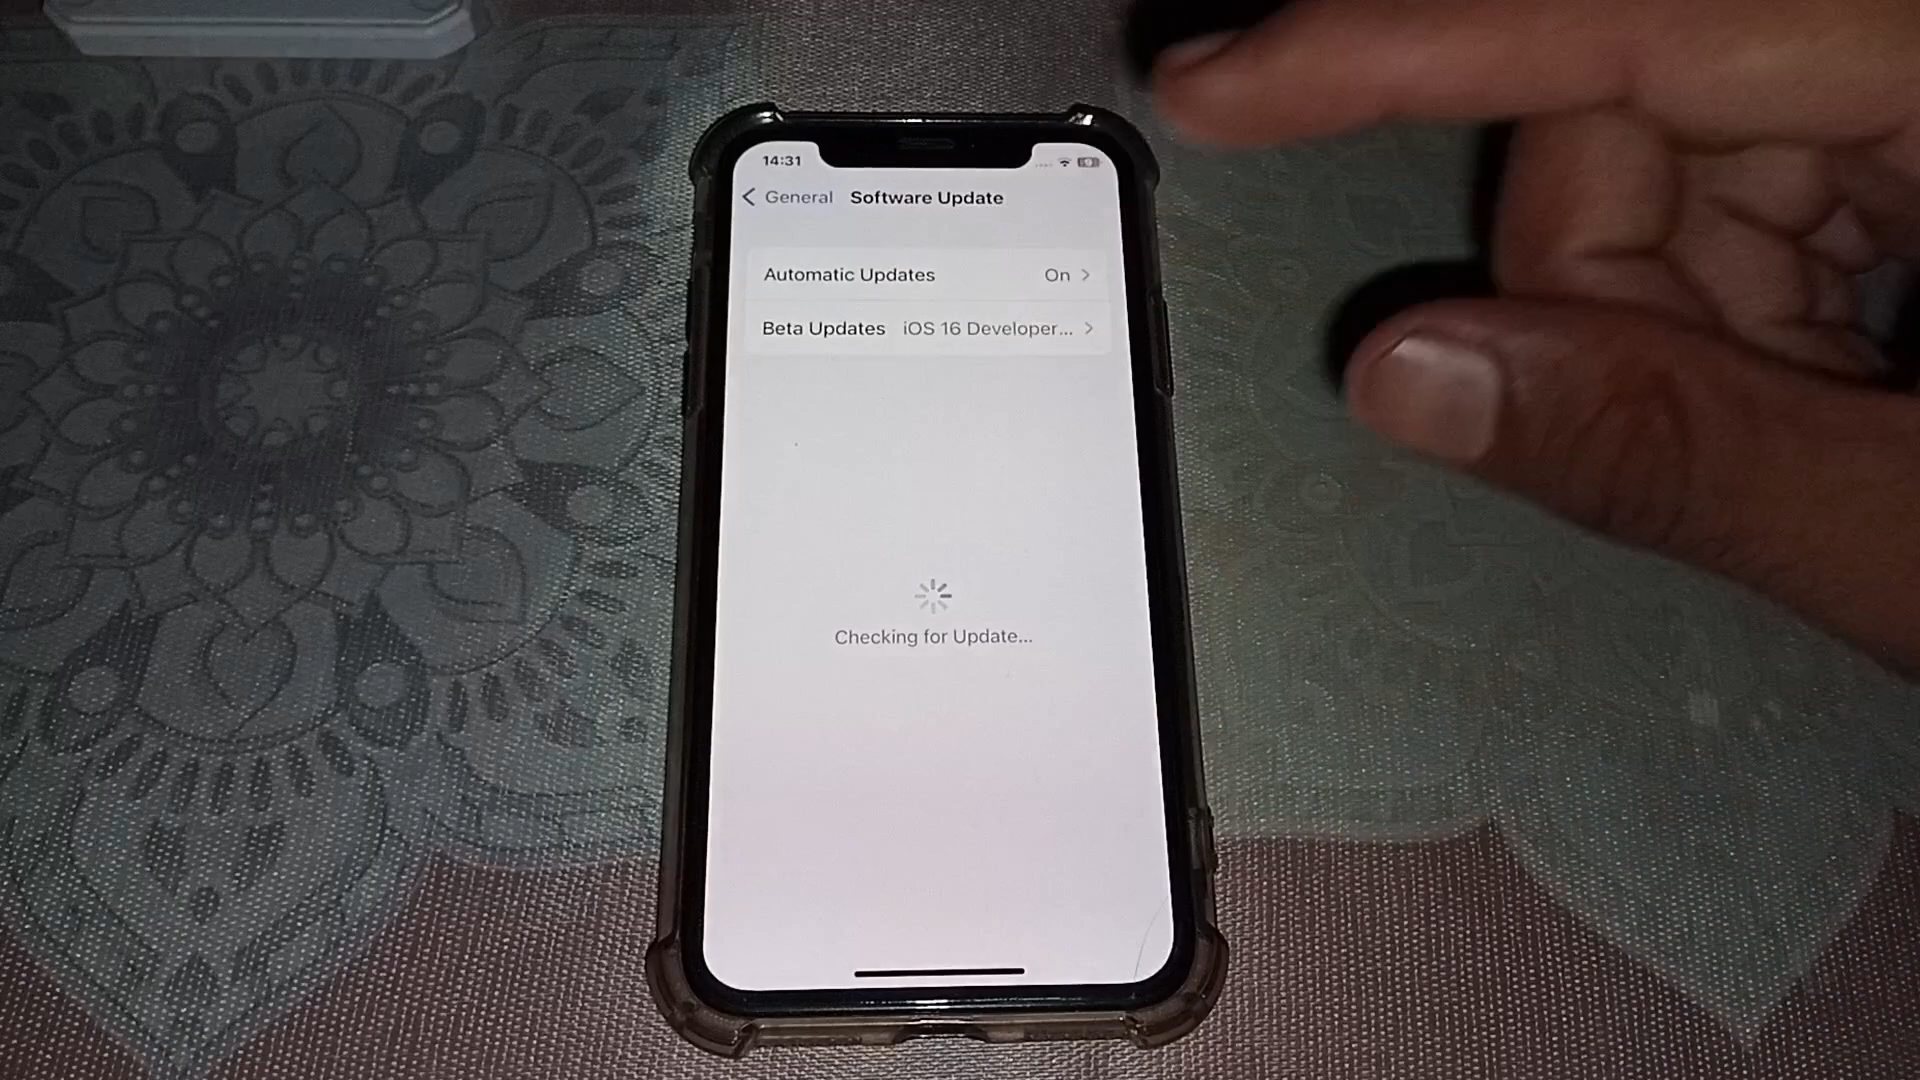 14:31
General Software Update
Automatic Updates On
Beta Updates iOS 16 Developer...
Checking for Update...